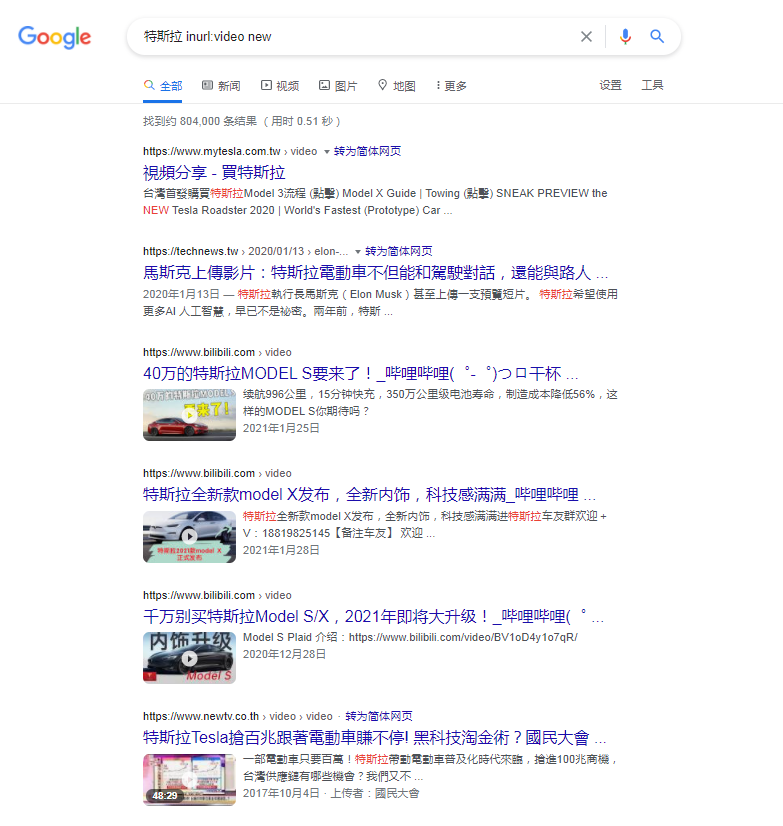 Google
特斯拉 inurl:video new
全部 新闻 视频 图片 地图 更多 设置 工具
找到约 804,000 条结果 （用时 0.51 秒）
https://www.mytesla.com.tw › video 转为简体网页
視頻分享 - 買特斯拉
台灣首發購買特斯拉Model 3流程 (點擊) Model X Guide | Towing (點擊) SNEAK PREVIEW the
NEW Tesla Roadster 2020 | World's Fastest (Prototype) Car ...
https://technews.tw › 2020/01/13 › elon-... 转为简体网页
馬斯克上傳影片：特斯拉電動車不但能和駕駛對話，還能與路人 ...
2020年1月13日 — 特斯拉執行長馬斯克（Elon Musk）甚至上傳一支預覽短片。 特斯拉希望使用
更多AI 人工智慧，早已不是祕密。兩年前，特斯 ...
https://www.bilibili.com › video
40万的特斯拉MODEL S要来了！_哔哩哔哩( ゜- ゜)つロ干杯 ...
40万的特斯拉MODEL S
要来了！
续航996公里，15分钟快充，350万公里级电池寿命，制造成本降低56%，这
样的MODEL S你期待吗？
2021年1月25日
https://www.bilibili.com › video
特斯拉全新款model X发布，全新内饰，科技感满满_哔哩哔哩 ...
特斯拉2021款model X
正式发布
特斯拉全新款model X发布，全新内饰，科技感满满进特斯拉车友群欢迎＋
V：18819825145【备注车友】 欢迎 ...
2021年1月28日
https://www.bilibili.com › video
千万别买特斯拉Model S/X，2021年即将大升级！_哔哩哔哩( ゜ ...
内饰升级
Model S
Model S Plaid 介绍：https://www.bilibili.com/video/BV1oD4y1o7qR/
2020年12月28日
https://www.newtv.co.th › video › video · 转为简体网页
特斯拉Tesla搶百兆跟著電動車賺不停! 黑科技淘金術？國民大會 ...
48:29
一部電動車只要百萬！特斯拉帶動電動車普及化時代來臨，搶進100兆商機，
台灣供應鏈有哪些機會？我們又不 ...
2017年10月4日 · 上传者：國民大會